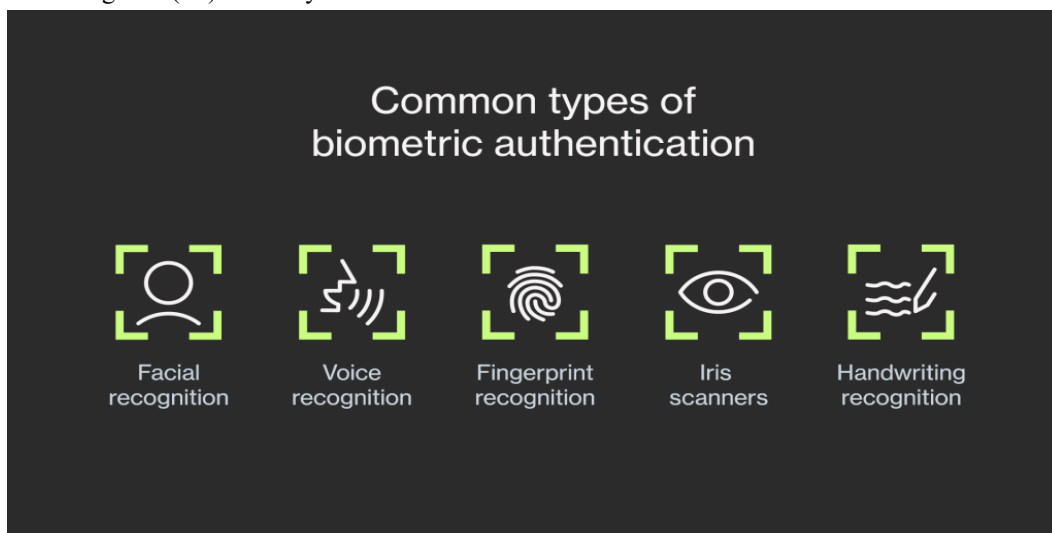 Common types of
biometric authentication
Facial
recognition
Voice
recognition
Fingerprint
recognition
Iris
scanners
Handwriting
recognition